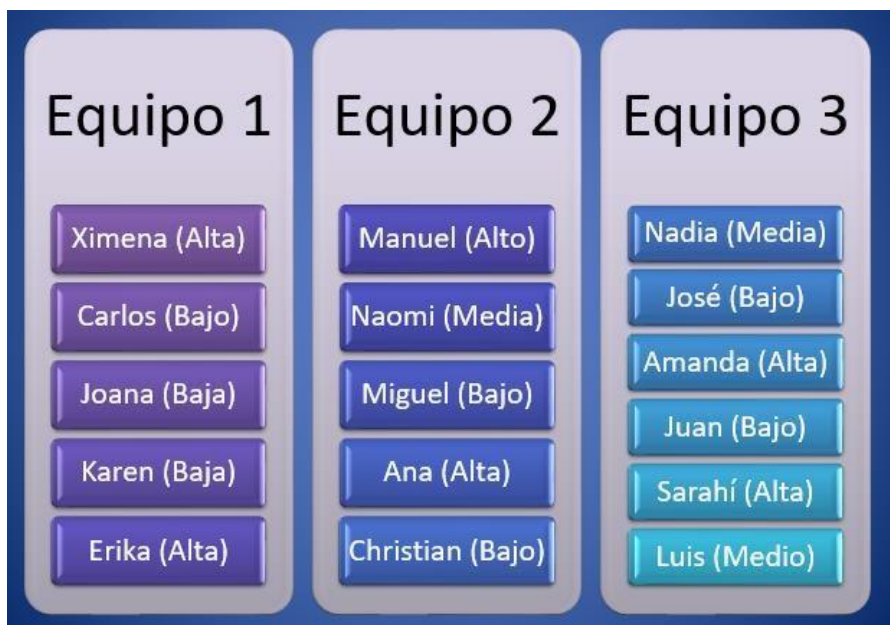 Equipo 1
Ximena (Alta)
Carlos (Bajo)
Joana (Baja)
Karen (Baja)
Erika (Alta)
Equipo 2
Manuel (Alto)
Naomi (Media)
Miguel (Bajo)
Ana (Alta)
Christian (Bajo)
Equipo 3
Nadia (Media)
José (Bajo)
Amanda (Alta)
Juan (Bajo)
Sarahí (Alta)
Luis (Medio)